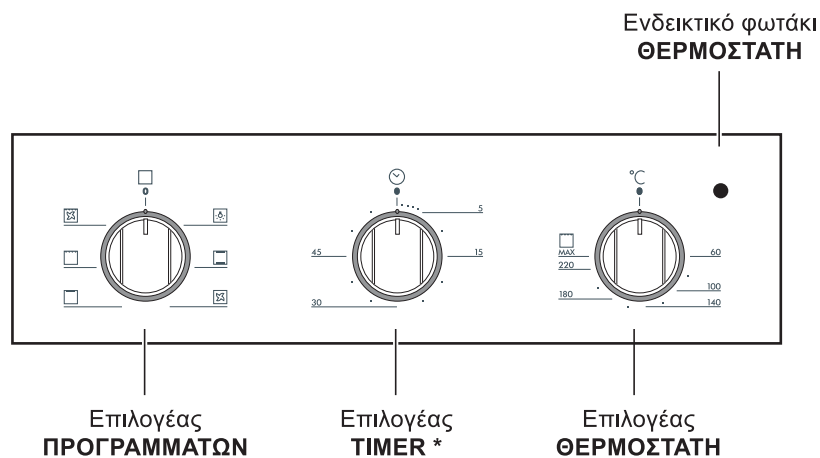 Ενδεικτικό φωτάκι
ΘΕΡΜΟΣΤΑΤΗ
°C
5
45
15
30
MAX
220
180
60
100
140
Επιλογέας
ΠΡΟΓΡΑΜΜΑΤΩΝ
Επιλογέας
TIMER *
Επιλογέας
ΘΕΡΜΟΣΤΑΤΗ